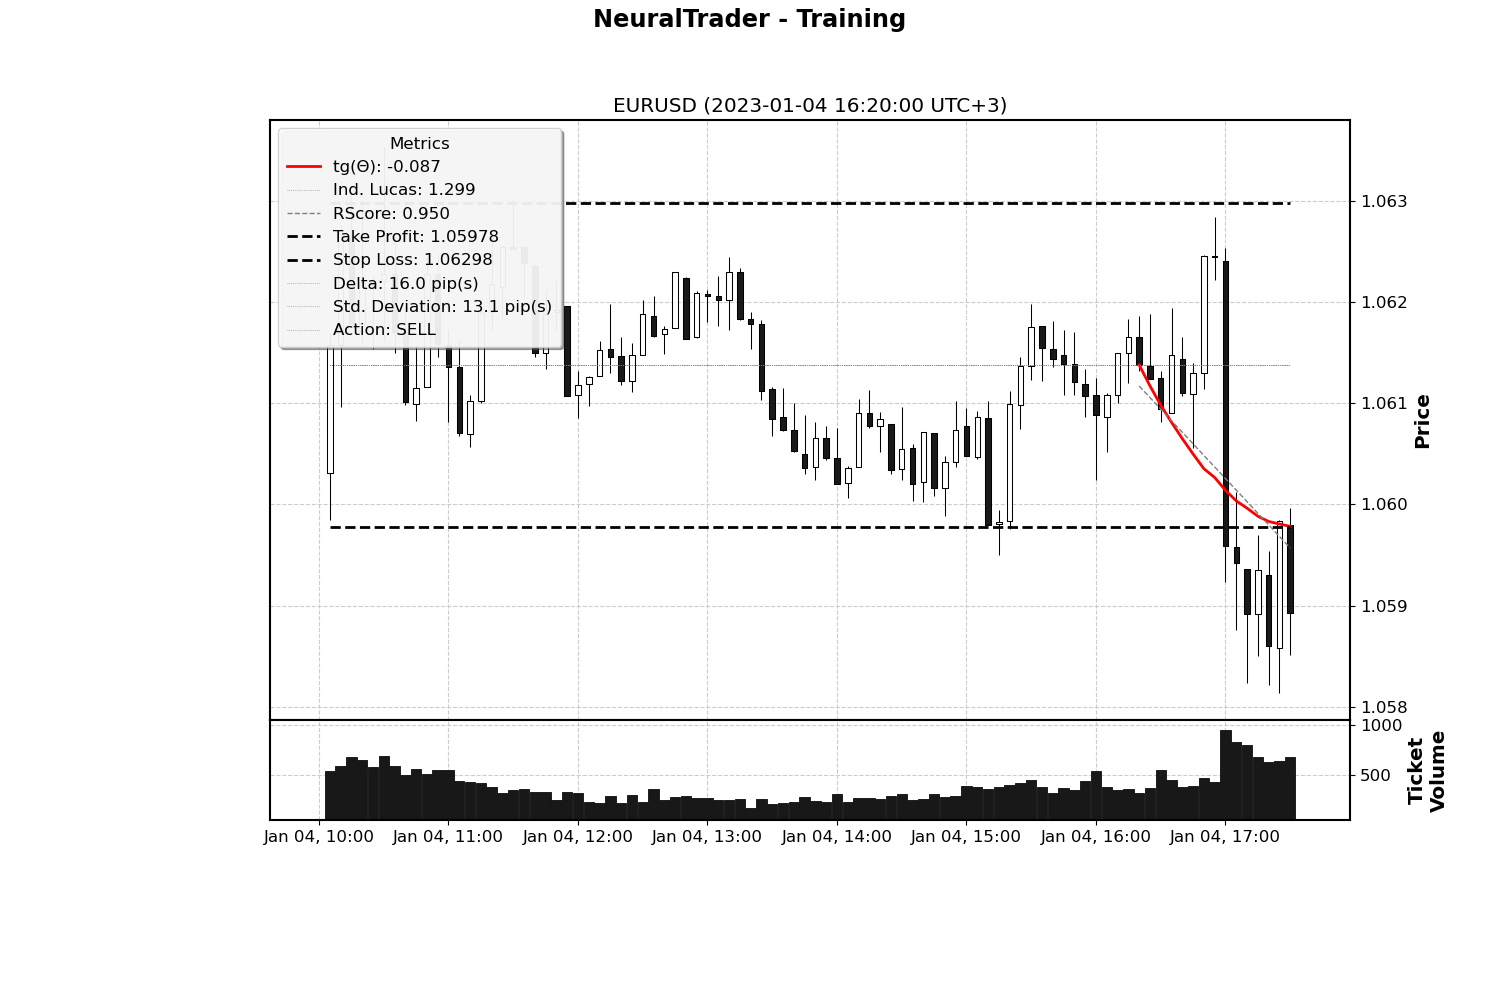 NeuralTrader - Training
EURUSD (2023-01-04 16:20:00 UTC+3)
Metrics
tg(Θ): -0.087
Ind. Lucas: 1.299
RScore: 0.950
Take Profit: 1.05978
Stop Loss: 1.06298
Delta: 16.0 pip(s)
Std. Deviation: 13.1 pip(s)
Action: SELL
1.063
1.062
1.061
1.060
1.059
1.058
Price
1000
500
Ticket
Volume
Jan 04, 10:00 Jan 04, 11:00 Jan 04, 12:00 Jan 04, 13:00 Jan 04, 14:00 Jan 04, 15:00 Jan 04, 16:00 Jan 04, 17:00